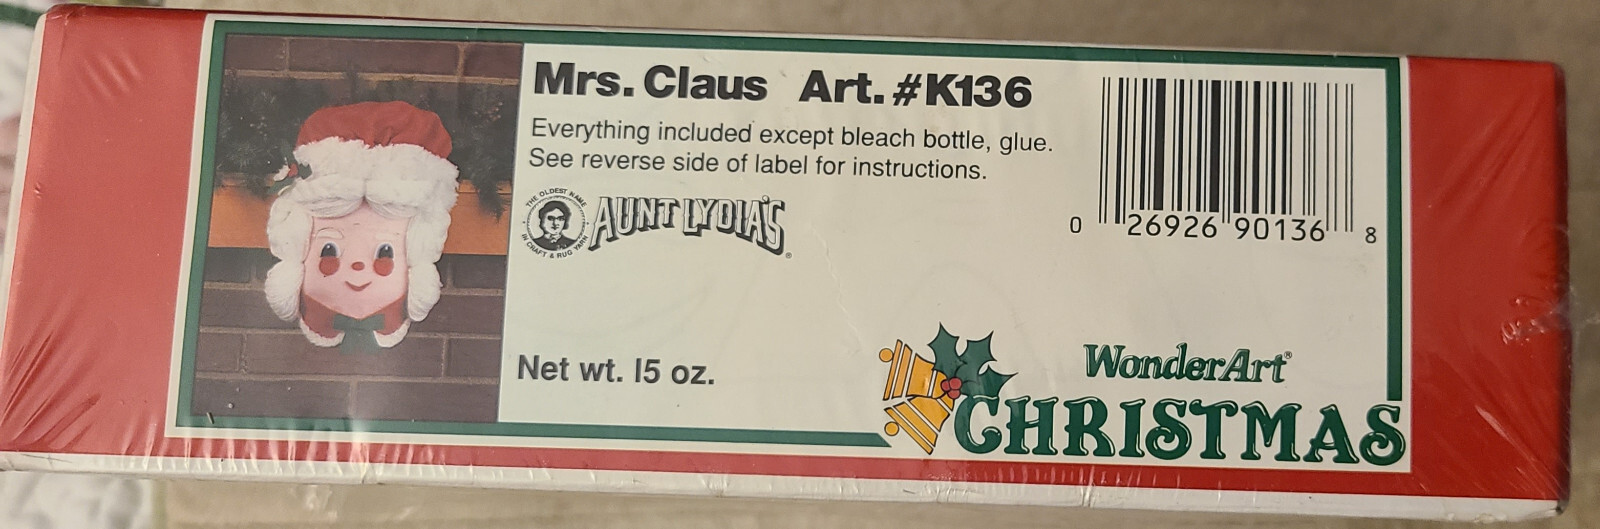 Mrs. Claus Art. #K136
Everything included except bleach bottle, glue.
See reverse side of label for instructions.
THE OLDEST NAME
IN CRAFT & RUG YARN
AUNT LYDIA'S®
Net wt. 15 oz.
0 26926 90136 8
WonderArt®
CHRISTMAS